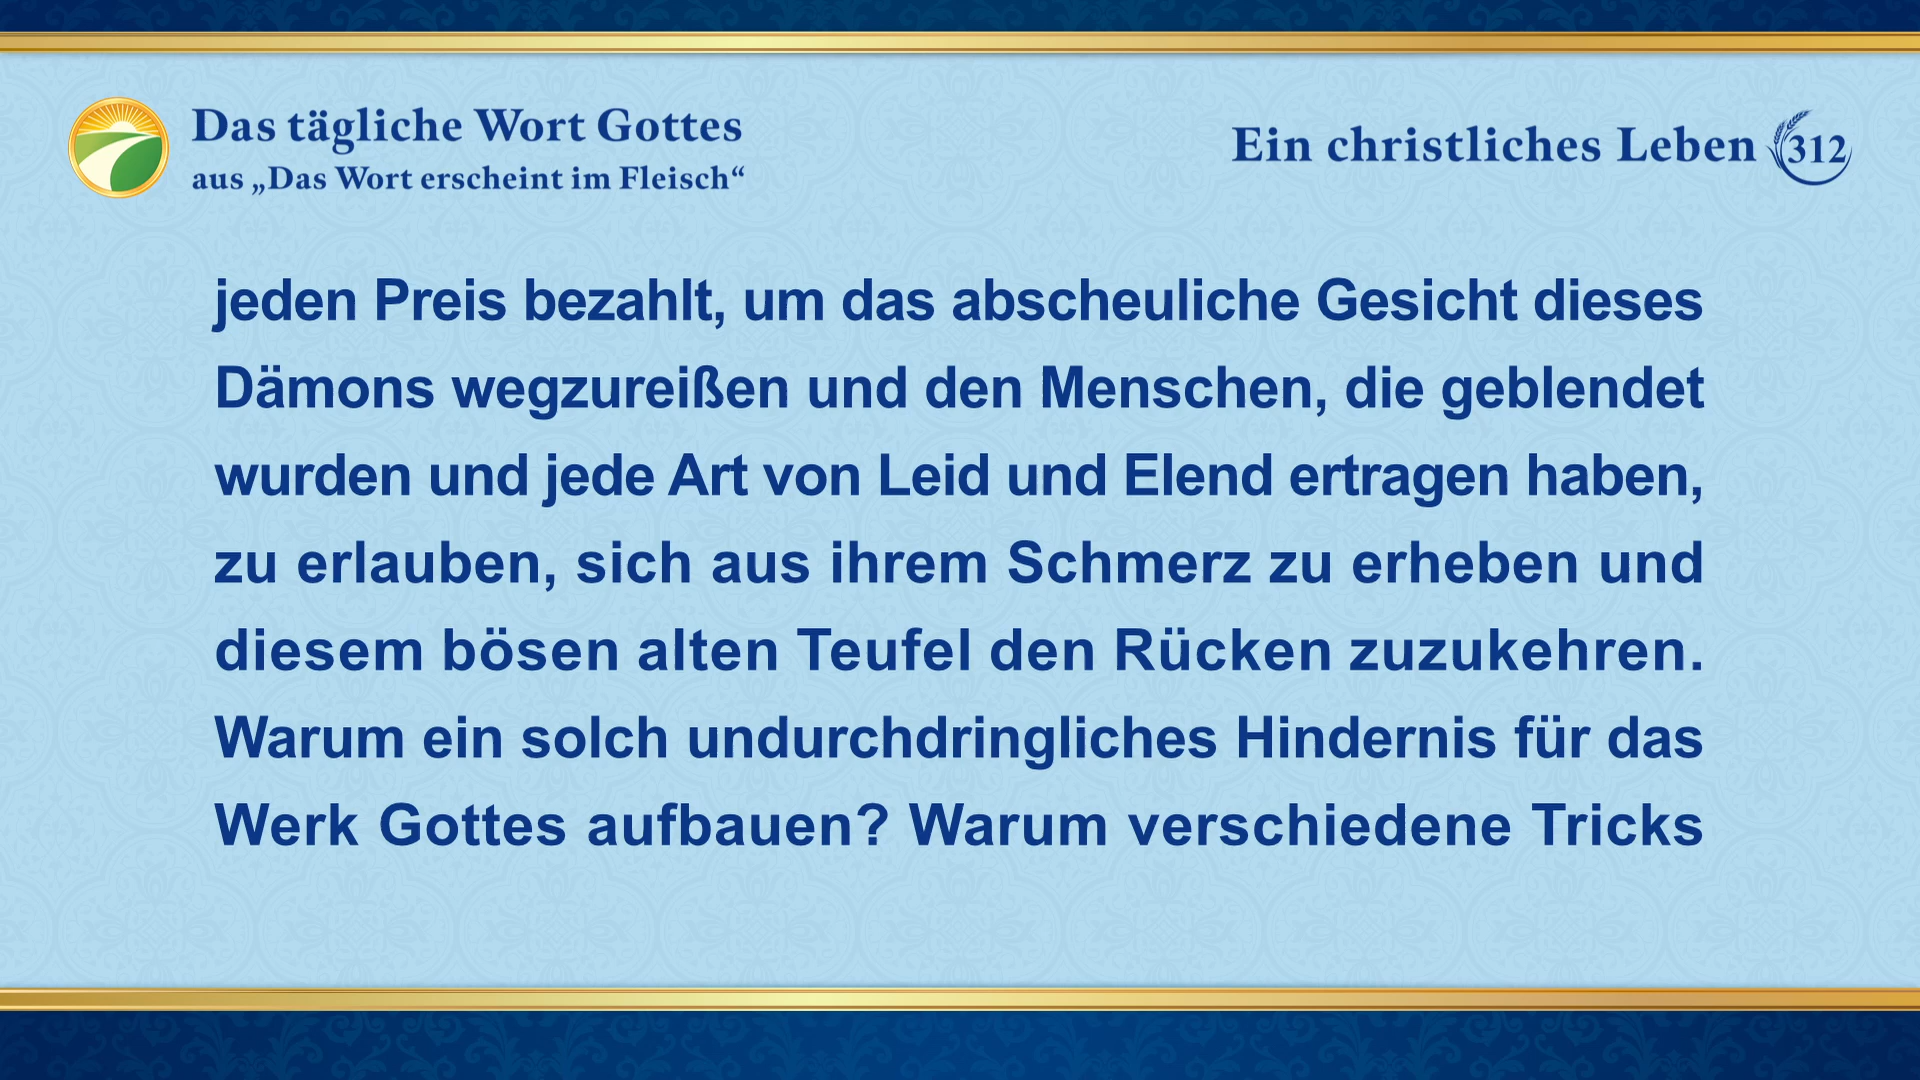 Das tägliche Wort Gottes
aus „Das Wort erscheint im Fleisch“
Ein christliches Leben 312
jeden Preis bezahlt, um das abscheuliche Gesicht dieses
Dämons wegzureißen und den Menschen, die geblendet
wurden und jede Art von Leid und Elend ertragen haben,
zu erlauben, sich aus ihrem Schmerz zu erheben und
diesem bösen alten Teufel den Rücken zuzukehren.
Warum ein solch undurchdringliches Hindernis für das
Werk Gottes aufbauen? Warum verschiedene Tricks